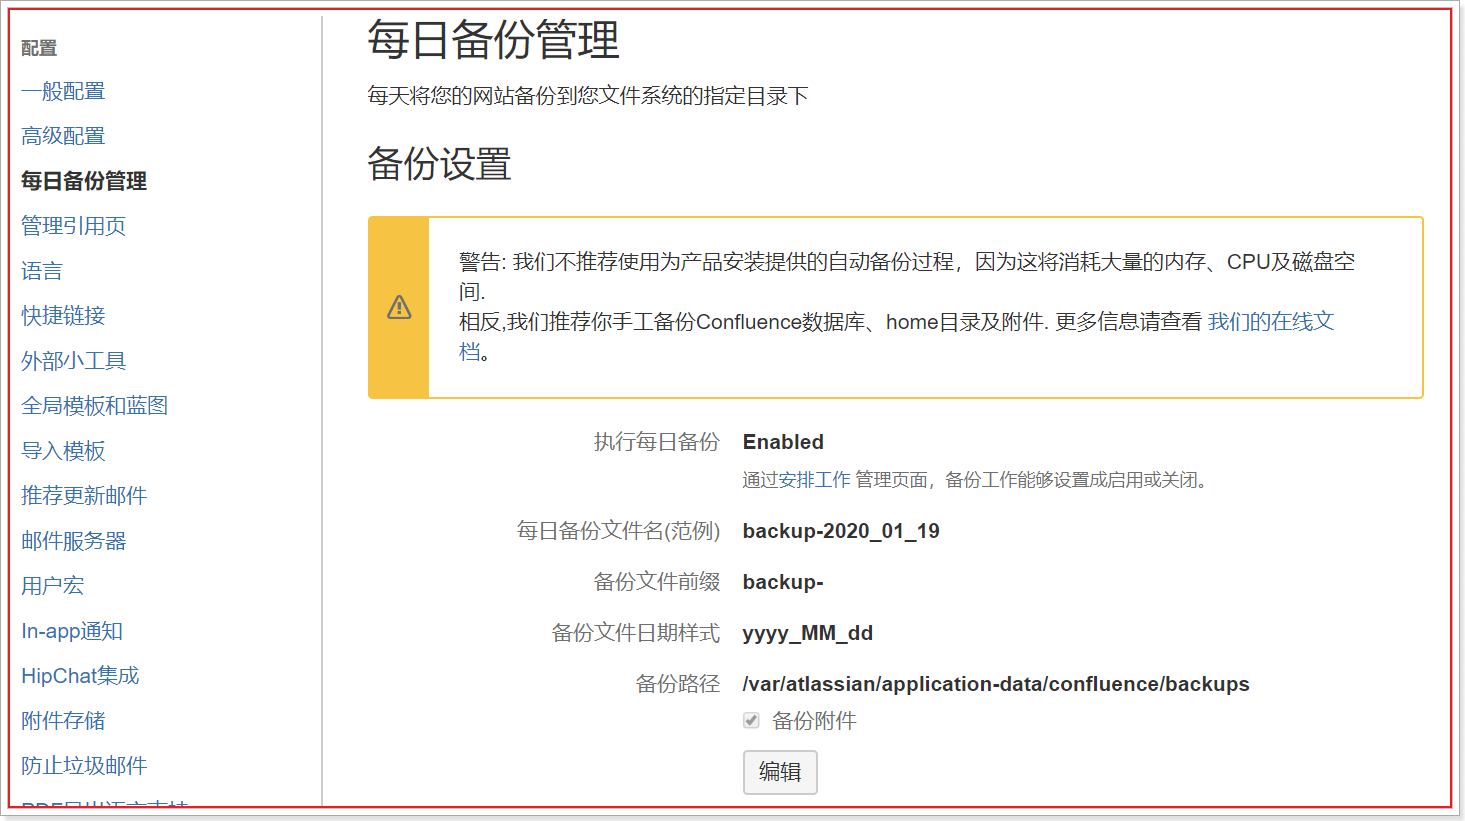 配置
一般配置
高级配置
每日备份管理
管理引用页
语言
快捷链接
外部小工具
全局模板和蓝图
导入模板
推荐更新邮件
邮件服务器
用户宏
In-app通知
HipChat集成
附件存储
防止垃圾邮件
PDF导出语言支持
每日备份管理
每天将您的网站备份到您文件系统的指定目录下
备份设置
警告: 我们不推荐使用为产品安装提供的自动备份过程，因为这将消耗大量的内存、CPU及磁盘空
间.
相反,我们推荐你手工备份Confluence数据库、home目录及附件. 更多信息请查看 我们的在线文
档。
执行每日备份 Enabled
通过安排工作 管理页面，备份工作能够设置成启用或关闭。
每日备份文件名(范例) backup-2020_01_19
备份文件前缀 backup-
备份文件日期样式 yyyy_MM_dd
备份路径 /var/atlassian/application-data/confluence/backups
备份附件
编辑